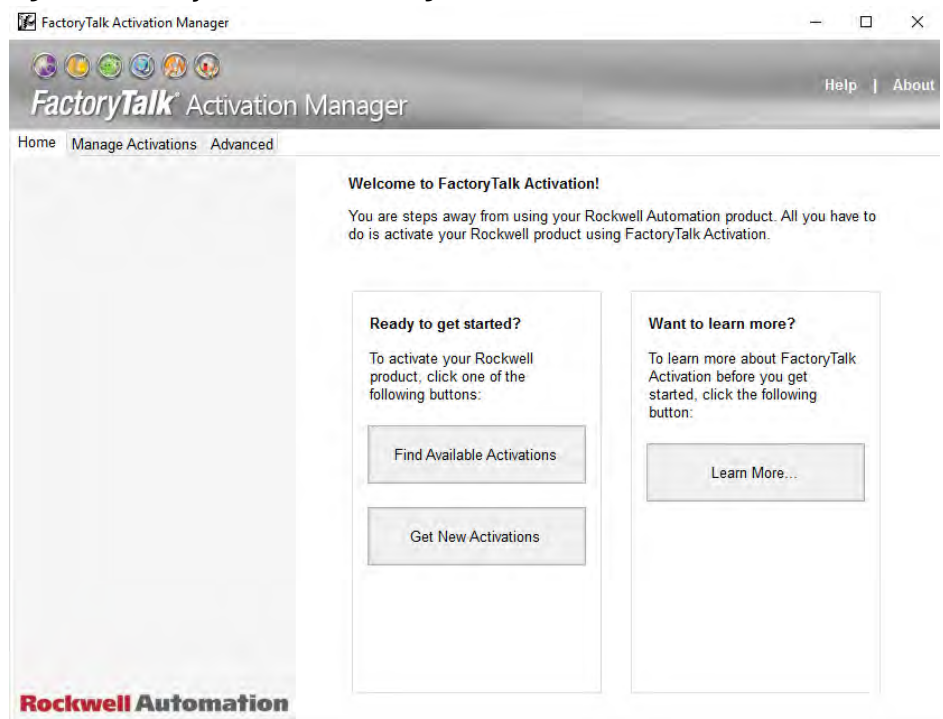 FactoryTalk Activation Manager
Help | About
FactoryTalk® Activation Manager
Home Manage Activations Advanced
Welcome to FactoryTalk Activation!
You are steps away from using your Rockwell Automation product. All you have to
do is activate your Rockwell product using FactoryTalk Activation.
Ready to get started?
To activate your Rockwell
product, click one of the
following buttons:
Find Available Activations
Get New Activations
Want to learn more?
To learn more about FactoryTalk
Activation before you get
started, click the following
button:
Learn More...
Rockwell Automation